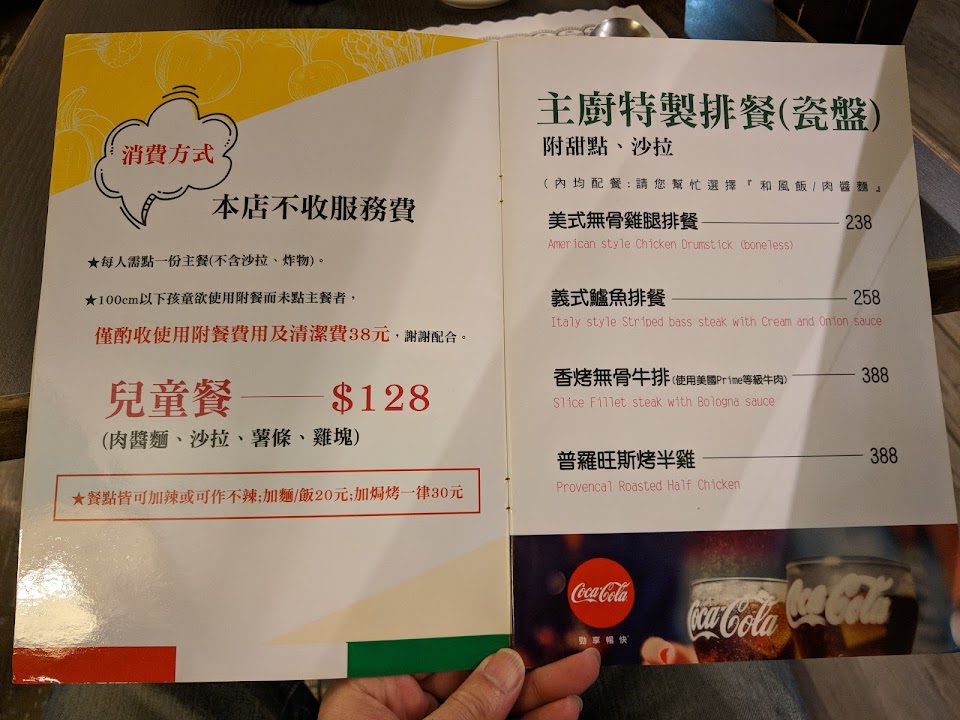 消費方式
本店不收服務費
★每人需點一份主餐(不含沙拉、炸物)。
★100cm以下孩童欲使用附餐而未點主餐者，
僅酌收使用附餐費用及清潔費38元，謝謝配合。
兒童餐 $128
(肉醬麵、沙拉、薯條、雞塊)
★餐點皆可加辣或可作不辣;加麵/飯20元;加焗烤一律30元
主廚特製排餐(瓷盤)
附甜點、沙拉
(內均配餐:請您幫忙選擇『和風飯/肉醬麵』
美式無骨雞腿排餐 238
American style Chicken Drumstick (boneless)
義式鱸魚排餐 258
Italy style Striped bass steak with Cream and Onion sauce
香烤無骨牛排(使用美國Prime等級牛肉) 388
Slice Fillet steak with Bologna sauce
普羅旺斯烤半雞 388
Provencal Roasted Half Chicken
Coca-Cola
勁享暢快
Coca-Cola
Coca-Cola